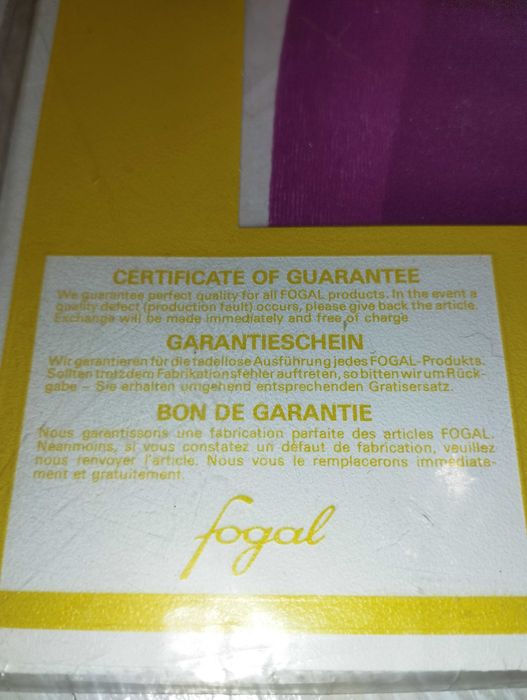 CERTIFICATE OF GUARANTEE
We guarantee perfect quality for all FOGAL products. In the event a
quality defect (production fault) occurs, please give back the article.
Exchange will be made immediately and free of charge
GARANTIESCHEIN
Wir garantieren für die tadellose Ausführung jedes FOGAL-Produkts.
Sollten trotzdem Fabrikationsfehler auftreten, so bitten wir um Rück-
gabe – Sie erhalten umgehend entsprechenden Gratisersatz.
BON DE GARANTIE
Nous garantissons une fabrication parfaite des articles FOGAL.
Néanmoins, si vous constatez un défaut de fabrication, veuillez
nous renvoyer l'article. Nous vous le remplacerons immédiate-
ment et gratuitement.
fogal